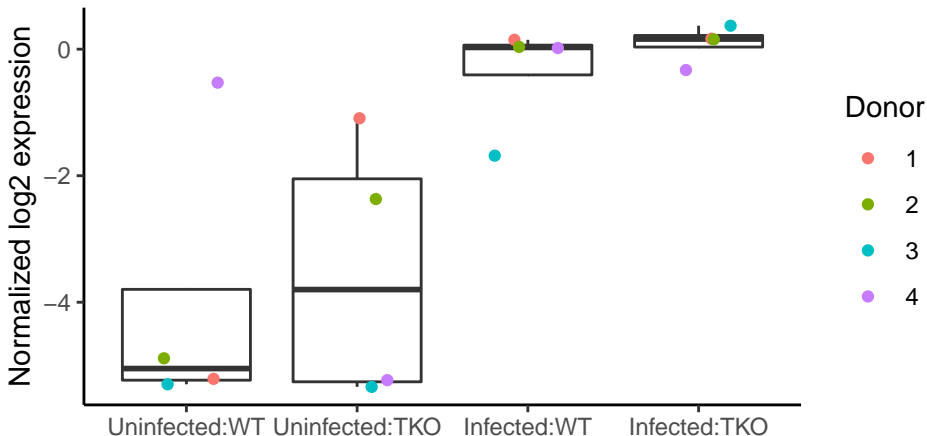 Normalized log2 expression
0
−2
−4
Uninfected:WT Uninfected:TKO Infected:WT Infected:TKO
Donor
1
2
3
4